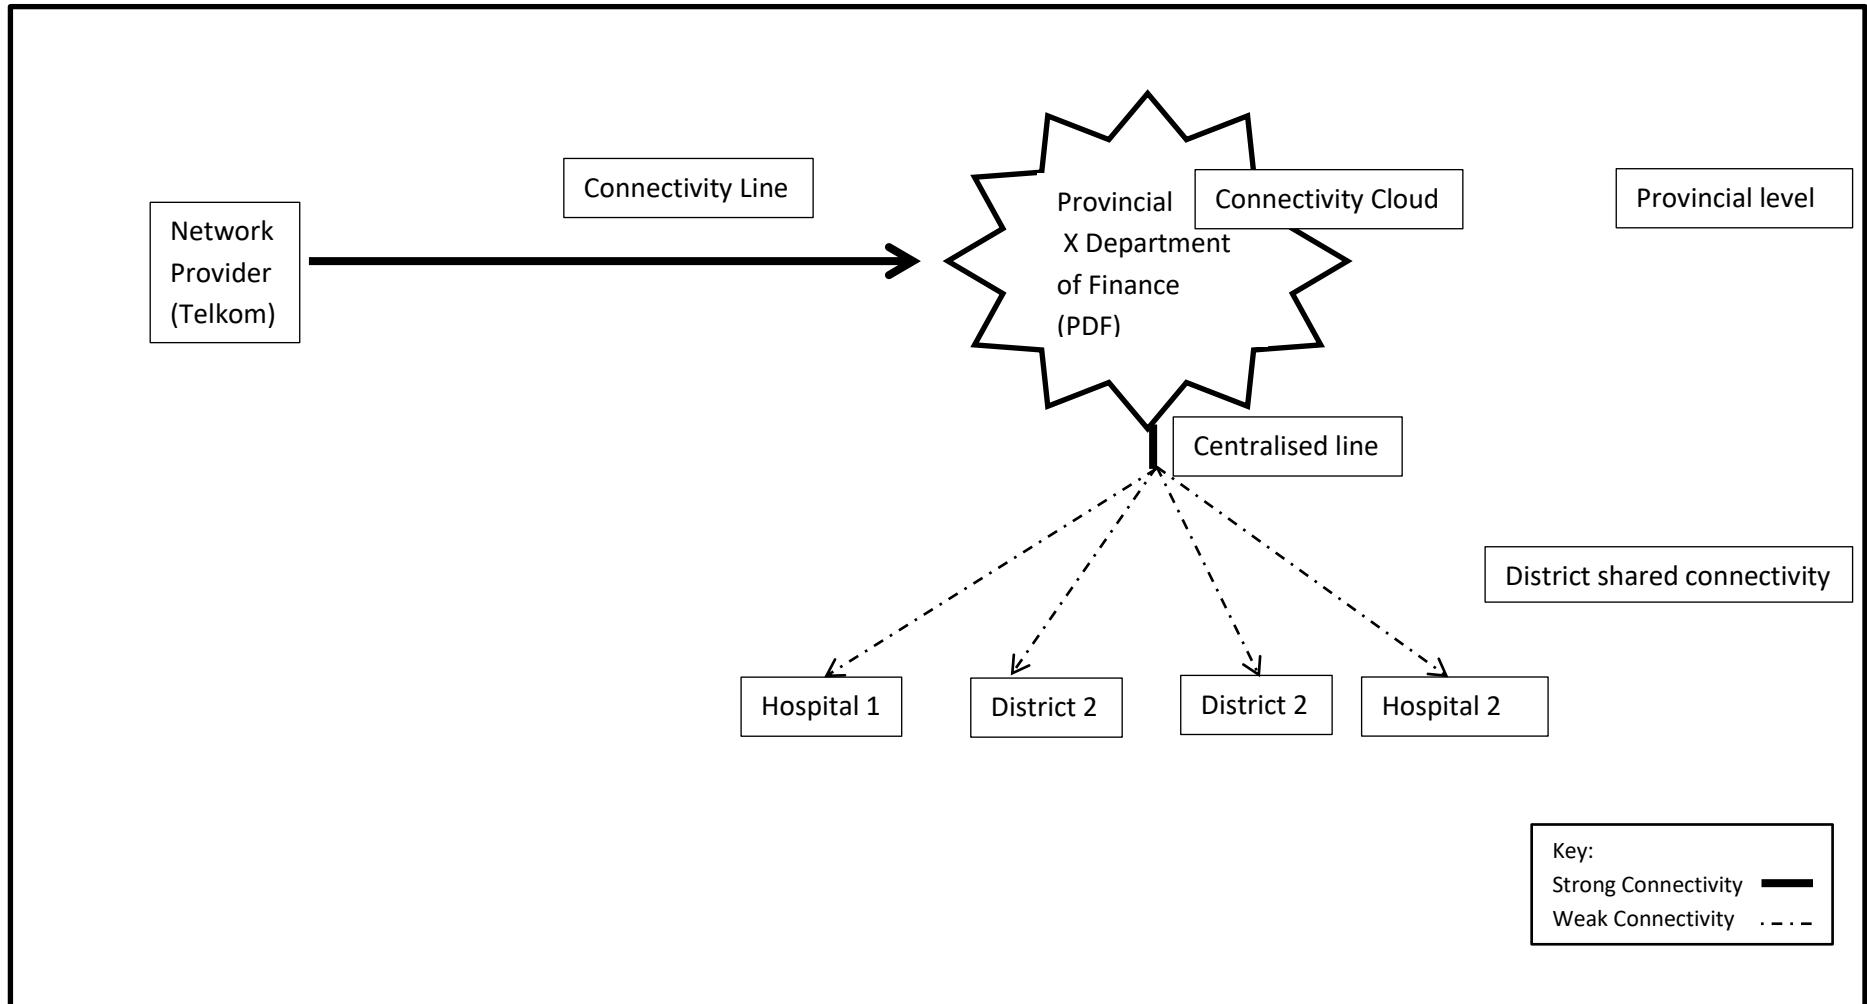 Connectivity Line
Network
Provider
(Telkom)
Provincial
X Department
of Finance
(PDF)
Connectivity Cloud
Provincial level
Centralised line
District shared connectivity
Hospital 1
District 2
District 2
Hospital 2
Key:
Strong Connectivity
Weak Connectivity